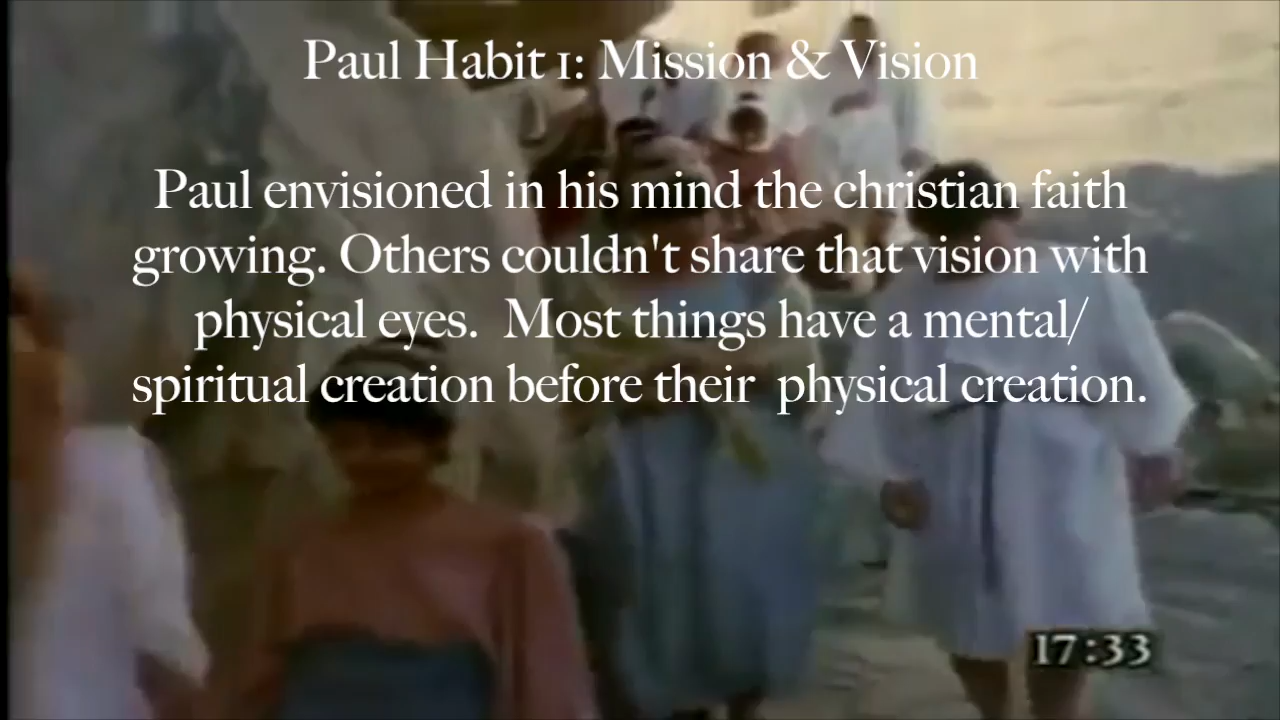 Paul Habit 1: Mission & Vision
Paul envisioned in his mind the christian faith
growing. Others couldn't share that vision with
physical eyes.  Most things have a mental/
spiritual creation before their  physical creation.
17:33